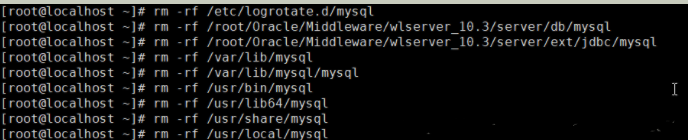 [root@localhost ~]# rm -rf /etc/logrotate.d/mysql
[root@localhost ~]# rm -rf /root/Oracle/Middleware/wlserver_10.3/server/db/mysql
[root@localhost ~]# rm -rf /root/Oracle/Middleware/wlserver_10.3/server/ext/jdbc/mysql
[root@localhost ~]# rm -rf /var/lib/mysql
[root@localhost ~]# rm -rf /var/lib/mysql/mysql
[root@localhost ~]# rm -rf /usr/bin/mysql
[root@localhost ~]# rm -rf /usr/lib64/mysql
[root@localhost ~]# rm -rf /usr/share/mysql
[root@localhost ~]# rm -rf /usr/local/mysql